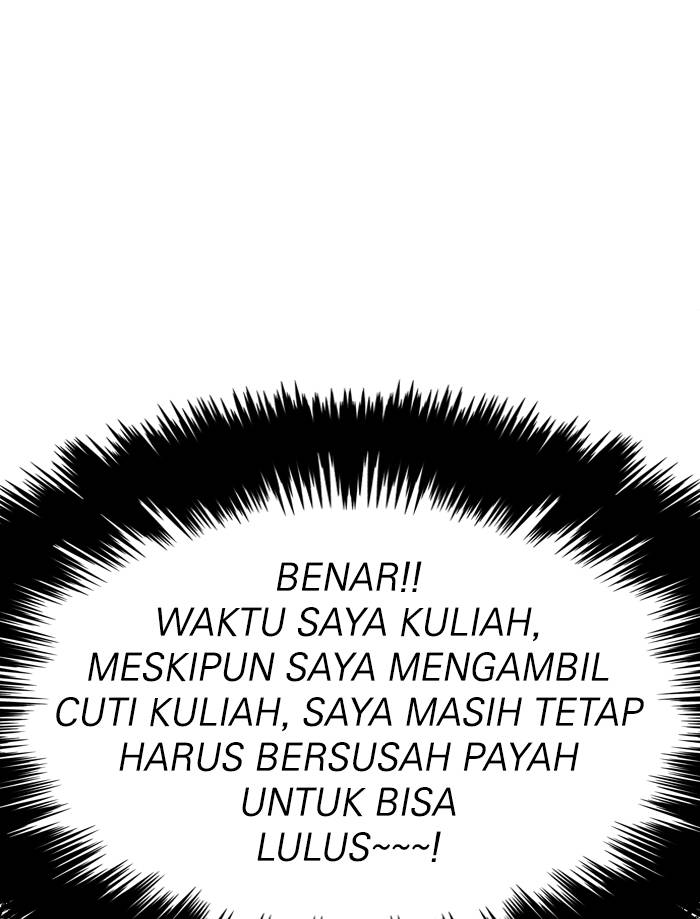 BENAR!!
WAKTU SAYA KULIAH,
MESKIPUN SAYA MENGAMBIL
CUTI KULIAH, SAYA MASIH TETAP
HARUS BERSUSAH PAYAH
UNTUK BISA
LULUS~~~!